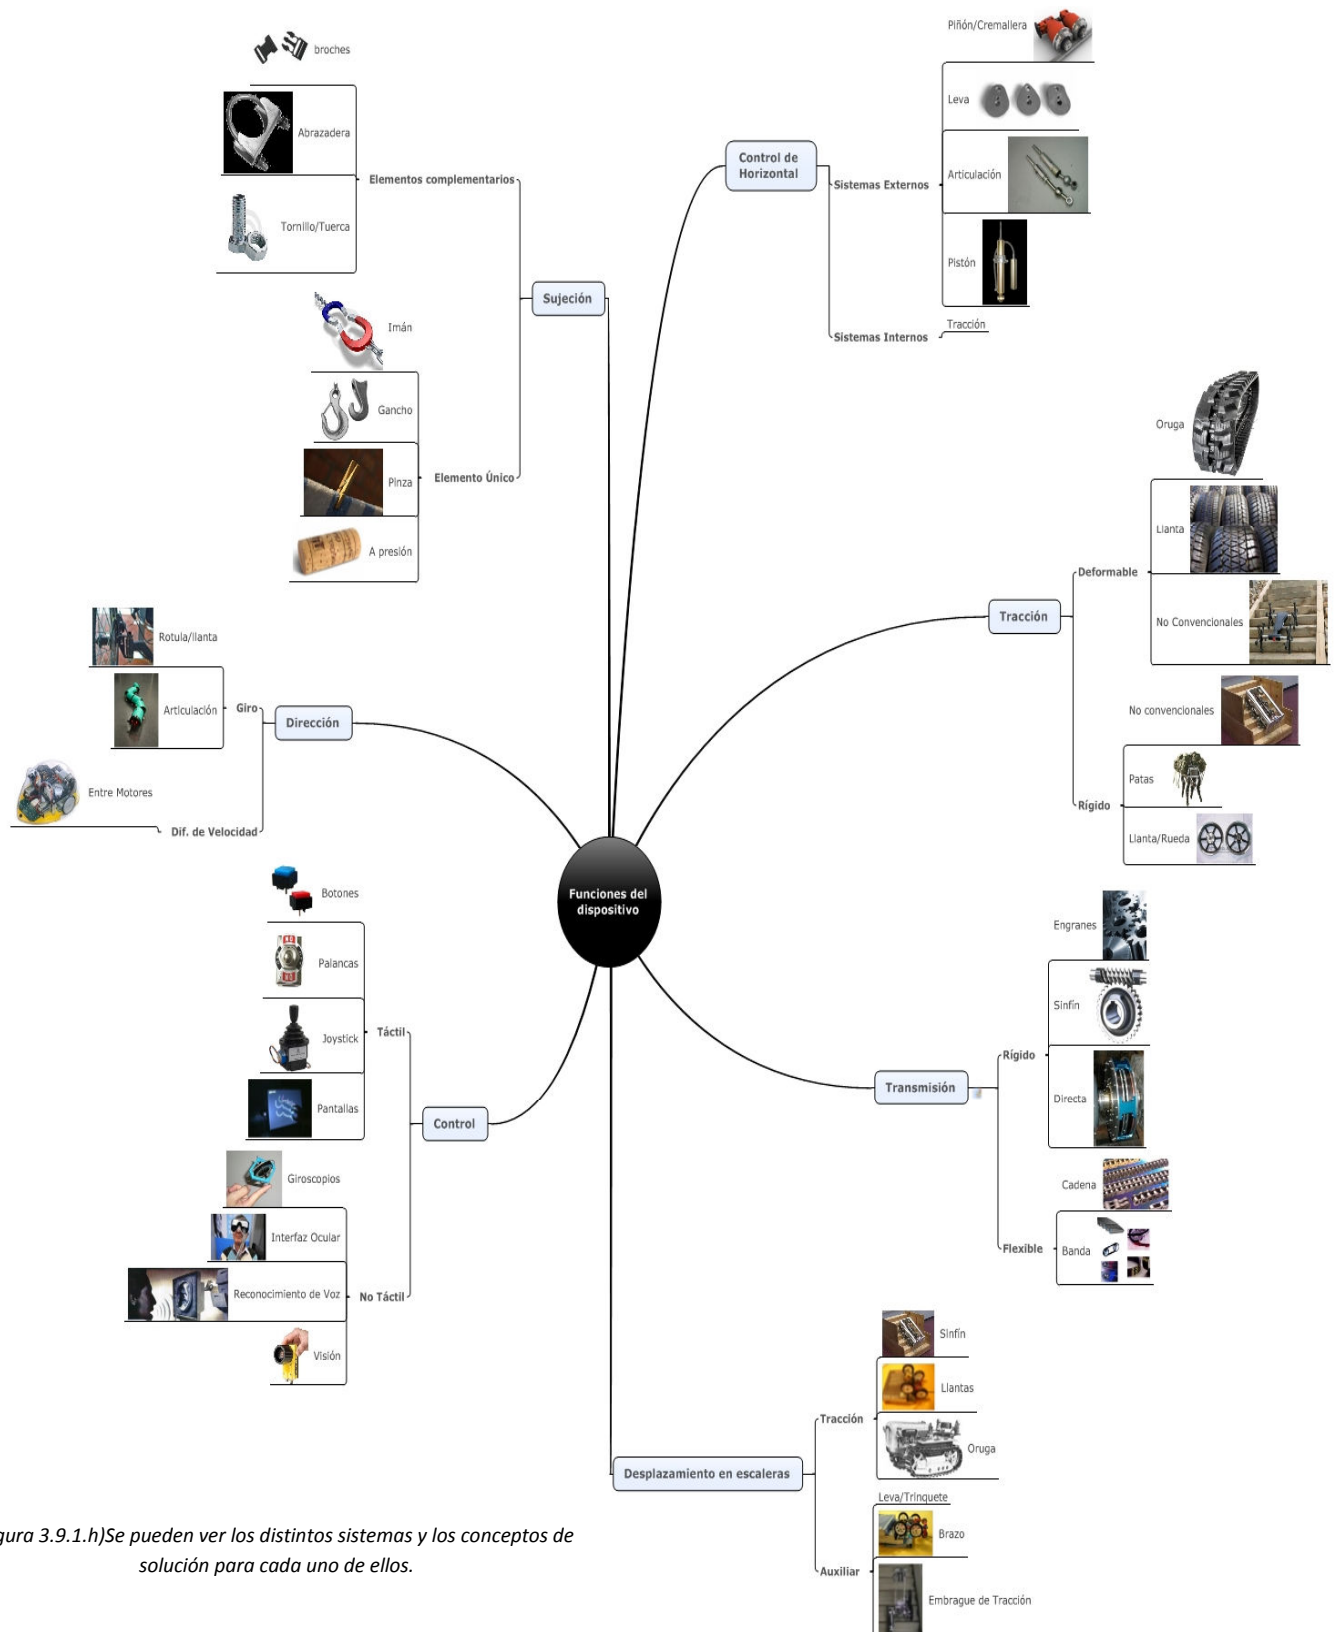 broches
Abrazadera
Elementos complementarios
Tornillo/Tuerca
Sujeción
Imán
Gancho
Pinza
Elemento Único
A presión
Rotula/llanta
Articulación
Giro
Dirección
Entre Motores
Dif. de Velocidad
Botones
Palancas
Joystick
Táctil
Pantallas
Control
Giroscopios
Interfaz Ocular
Reconocimiento de Voz
No Táctil
Visión
Funciones del
dispositivo
Control de
Horizontal
Piñón/Cremallera
Leva
Sistemas Externos
Articulación
Pistón
Sistemas Internos
Tracción
Tracción
Oruga
Llanta
Deformable
No Convencionales
No convencionales
Patas
Rígido
Llanta/Rueda
Transmisión
Engranes
Sinfín
Rígido
Directa
Cadena
Flexible
Banda
Desplazamiento en escaleras
Sinfín
Llantas
Tracción
Oruga
Leva/Trinquete
Brazo
Auxiliar
Embrague de Tracción
gura 3.9.1.h)Se pueden ver los distintos sistemas y los conceptos de
solución para cada uno de ellos.